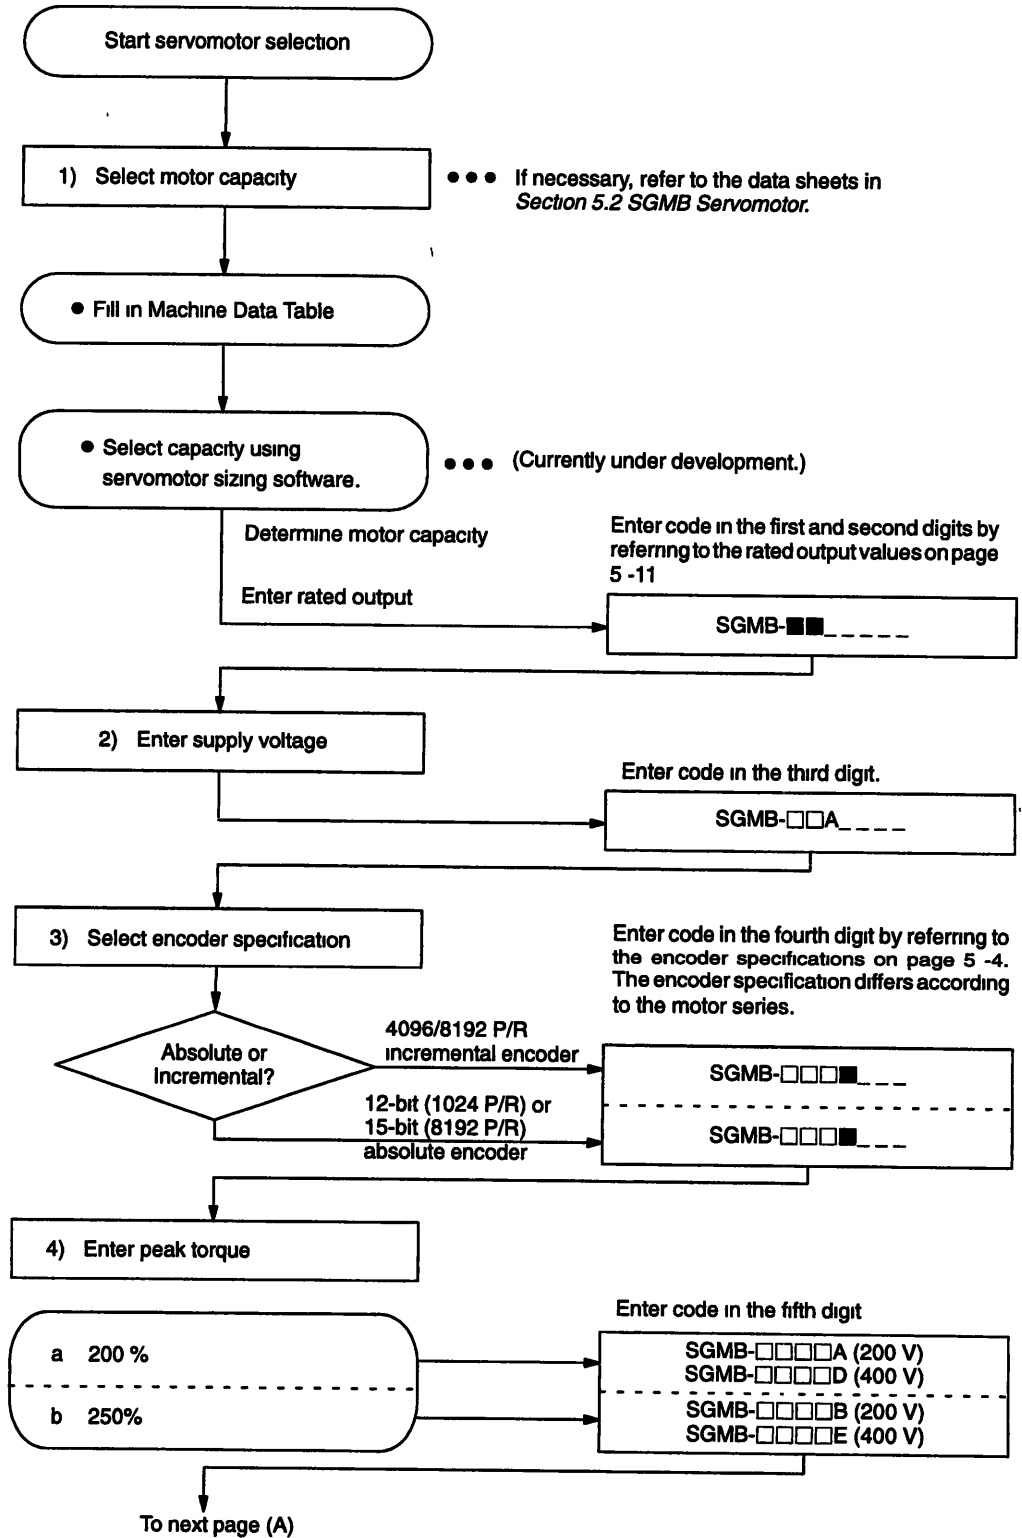 Start servomotor selection
1) Select motor capacity
● ● ● If necessary, refer to the data sheets in
Section 5.2 SGMB Servomotor.
● Fill in Machine Data Table
● Select capacity using
servomotor sizing software.
● ● ● (Currently under development.)
Determine motor capacity
Enter rated output
Enter code in the first and second digits by
referring to the rated output values on page
5 -11
SGMB-■■_ _ _ _ _
2) Enter supply voltage
Enter code in the third digit.
SGMB-□□A_ _ _ _
3) Select encoder specification
Enter code in the fourth digit by referring to
the encoder specifications on page 5 -4.
The encoder specification differs according
to the motor series.
Absolute or
Incremental?
4096/8192 P/R
incremental encoder
SGMB-□□□■_ _ _
12-bit (1024 P/R) or
15-bit (8192 P/R)
absolute encoder
SGMB-□□□■_ _ _
4) Enter peak torque
Enter code in the fifth digit
a 200 %
SGMB-□□□□A (200 V)
SGMB-□□□□D (400 V)
b 250%
SGMB-□□□□B (200 V)
SGMB-□□□□E (400 V)
To next page (A)